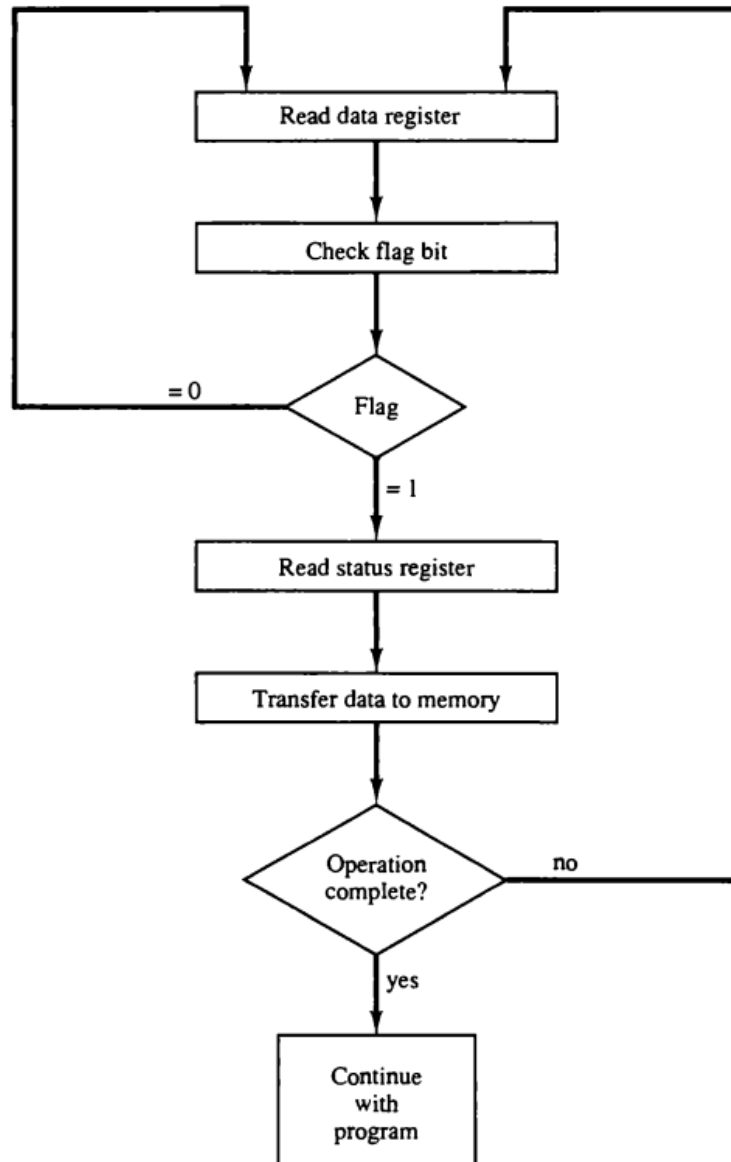 Read data register
Check flag bit
= 0
Flag
= 1
Read status register
Transfer data to memory
Operation
complete?
no
yes
Continue
with
program